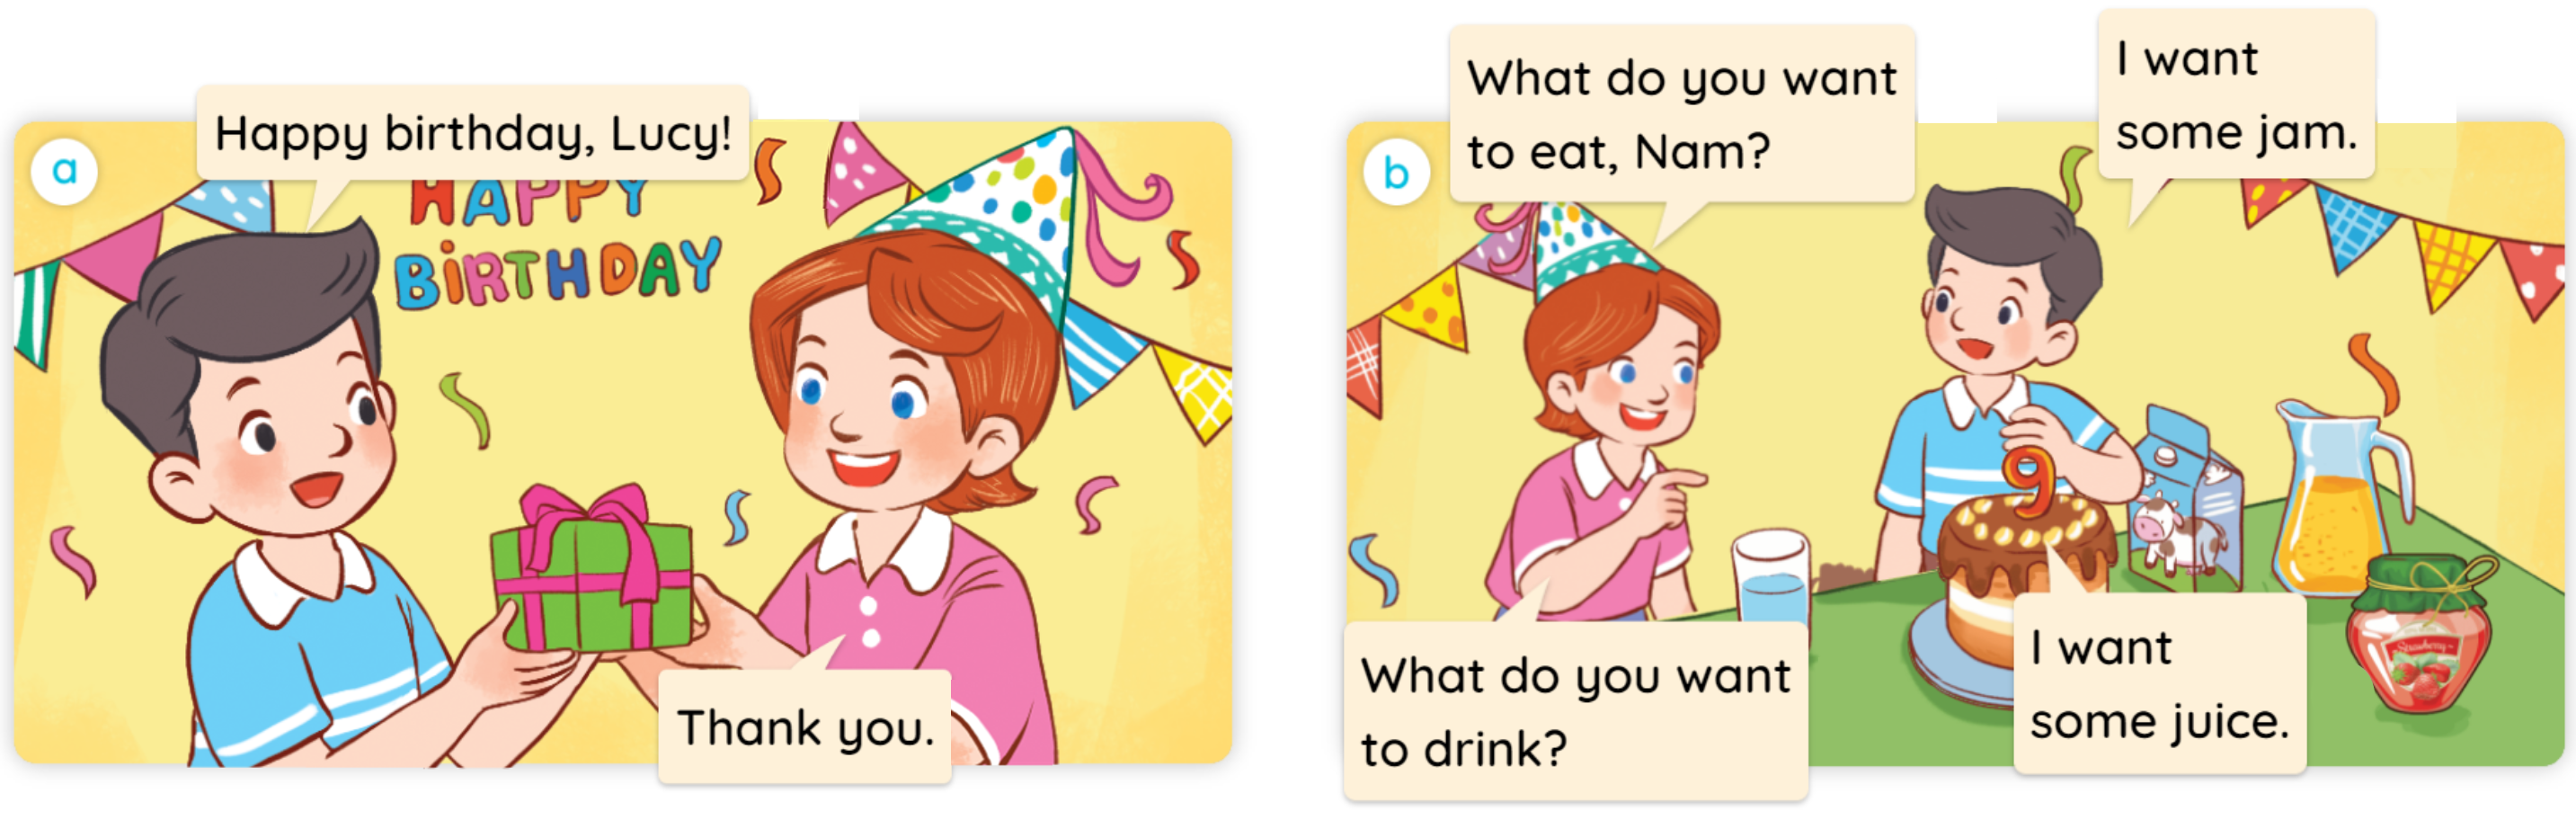 a
Happy birthday, Lucy!
HAPPY
BiRTHDAY
Thank you.
b
What do you want
to eat, Nam?
I want
some jam.
What do you want
to drink?
I want
some juice.
9
Strawberry